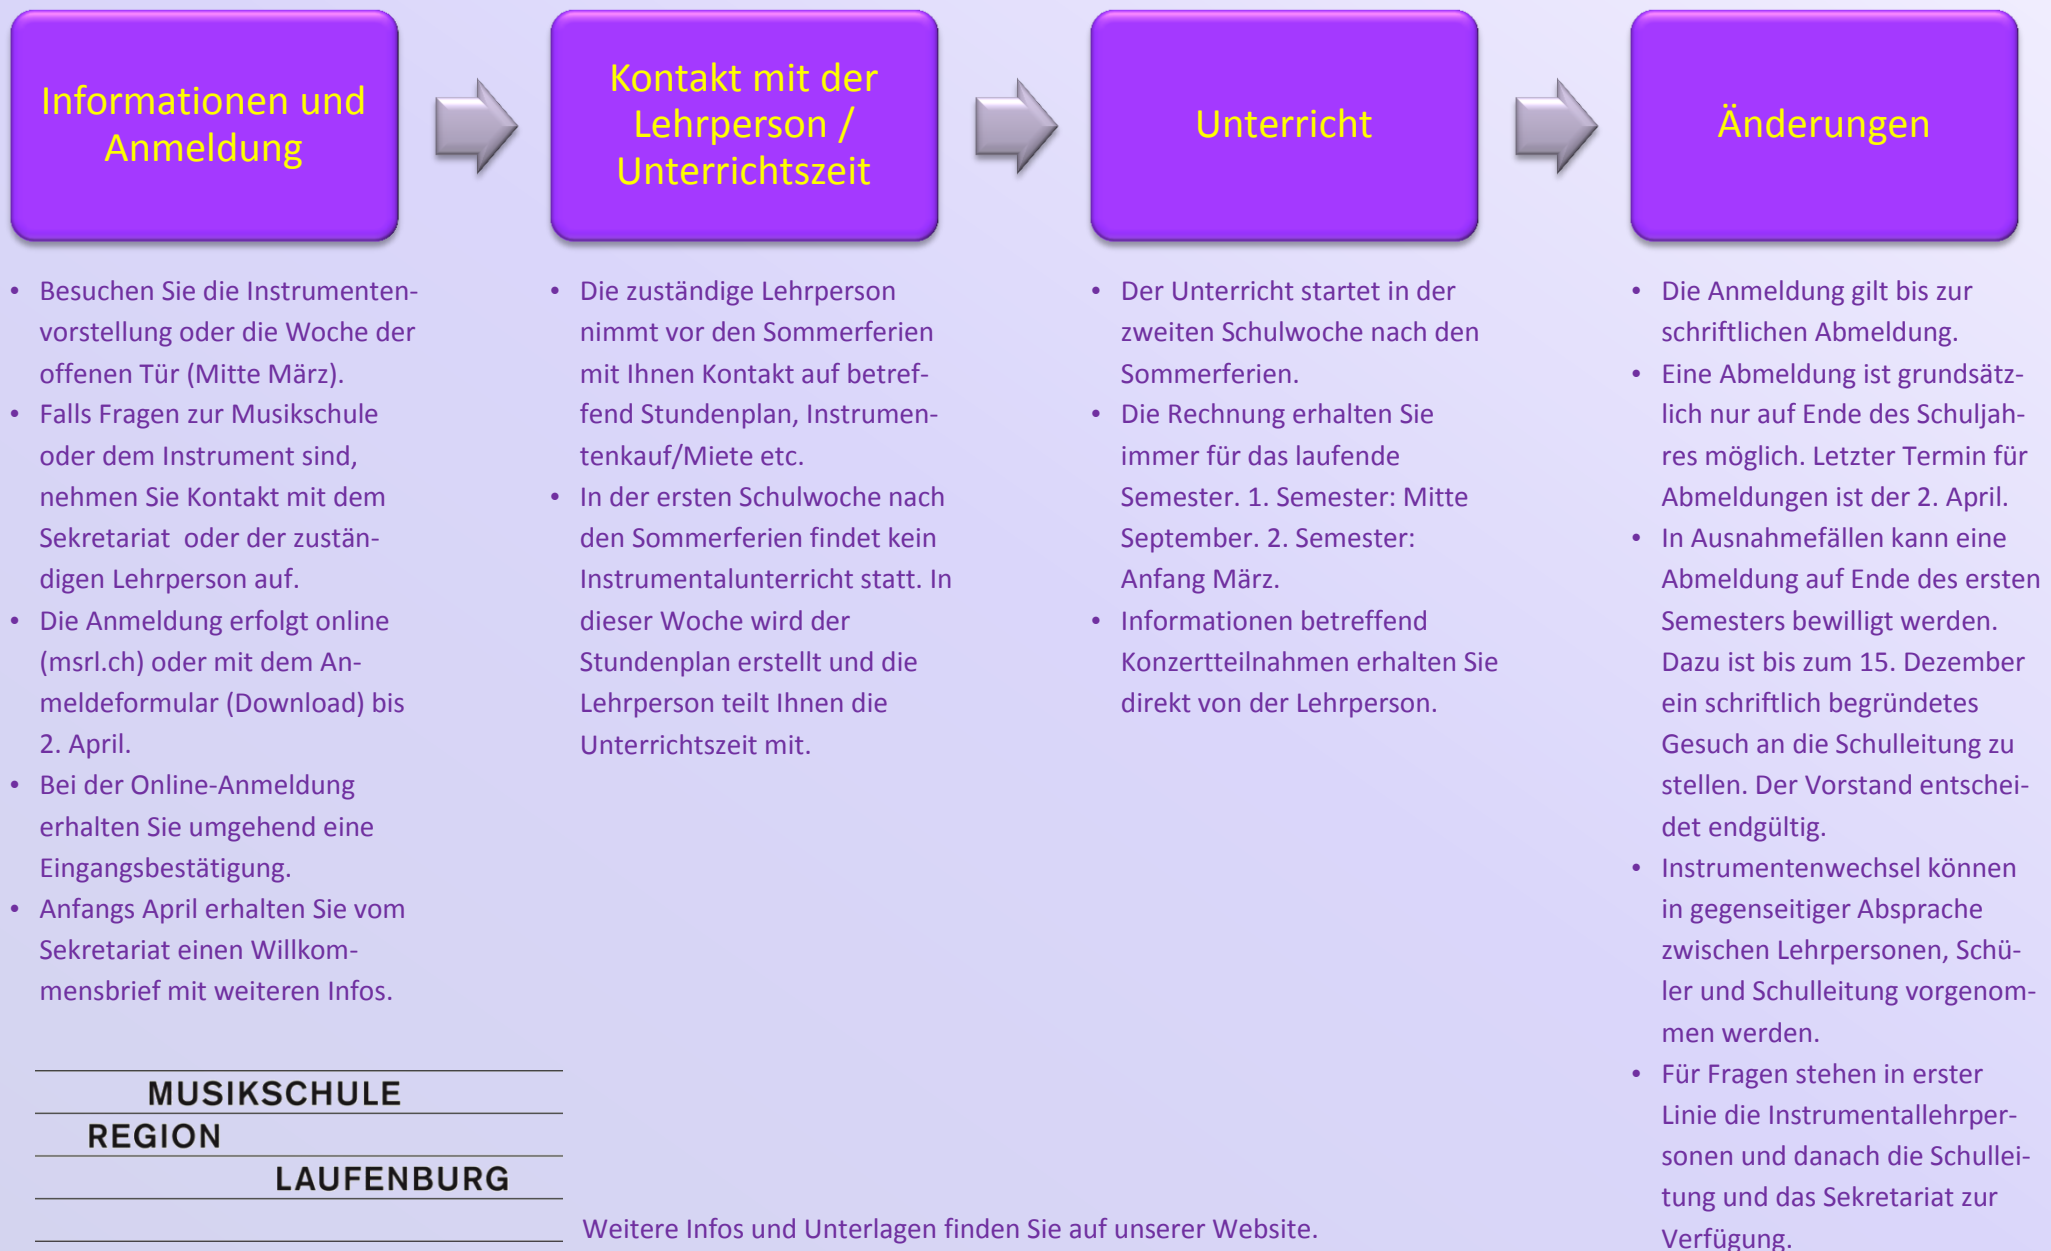 Informationen und
Anmeldung
Kontakt mit der
Lehrperson /
Unterrichtszeit
Unterricht
Änderungen
• Besuchen Sie die Instrumenten-
vorstellung oder die Woche der
offenen Tür (Mitte März).
• Falls Fragen zur Musikschule
oder dem Instrument sind,
nehmen Sie Kontakt mit dem
Sekretariat oder der zustän-
digen Lehrperson auf.
• Die Anmeldung erfolgt online
(msrl.ch) oder mit dem An-
meldeformular (Download) bis
2. April.
• Bei der Online-Anmeldung
erhalten Sie umgehend eine
Eingangsbestätigung.
• Anfangs April erhalten Sie vom
Sekretariat einen Willkom-
mensbrief mit weiteren Infos.
• Die zuständige Lehrperson
nimmt vor den Sommerferien
mit Ihnen Kontakt auf betref-
fend Stundenplan, Instrumen-
tenkauf/Miete etc.
• In der ersten Schulwoche nach
den Sommerferien findet kein
Instrumentalunterricht statt. In
dieser Woche wird der
Stundenplan erstellt und die
Lehrperson teilt Ihnen die
Unterrichtszeit mit.
• Der Unterricht startet in der
zweiten Schulwoche nach den
Sommerferien.
• Die Rechnung erhalten Sie
immer für das laufende
Semester. 1. Semester: Mitte
September. 2. Semester:
Anfang März.
• Informationen betreffend
Konzertteilnahmen erhalten Sie
direkt von der Lehrperson.
• Die Anmeldung gilt bis zur
schriftlichen Abmeldung.
• Eine Abmeldung ist grundsätz-
lich nur auf Ende des Schuljah-
res möglich. Letzter Termin für
Abmeldungen ist der 2. April.
• In Ausnahmefällen kann eine
Abmeldung auf Ende des ersten
Semesters bewilligt werden.
Dazu ist bis zum 15. Dezember
ein schriftlich begründetes
Gesuch an die Schulleitung zu
stellen. Der Vorstand entschei-
det endgültig.
• Instrumentenwechsel können
in gegenseitiger Absprache
zwischen Lehrpersonen, Schü-
ler und Schulleitung vorgenom-
men werden.
• Für Fragen stehen in erster
Linie die Instrumentallehrper-
sonen und danach die Schullei-
tung und das Sekretariat zur
Verfügung.
MUSIKSCHULE
REGION
LAUFENBURG
Weitere Infos und Unterlagen finden Sie auf unserer Website.